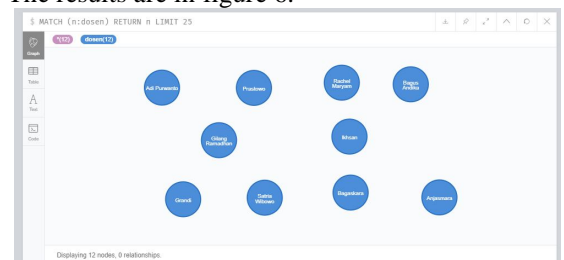 The results are in figure 6.
$ MATCH (n:dosen) RETURN n LIMIT 25
Graph
*(12) dosen(12)
Table
Text
Code
Adi Purwanto
Prastowo
Rachel
Maryam
Bagus
Andika
Gilang
Ramadhan
Ikhsan
Grandi
Satria
Wibowo
Bagaskara
Anjasmara
Displaying 12 nodes, 0 relationships.